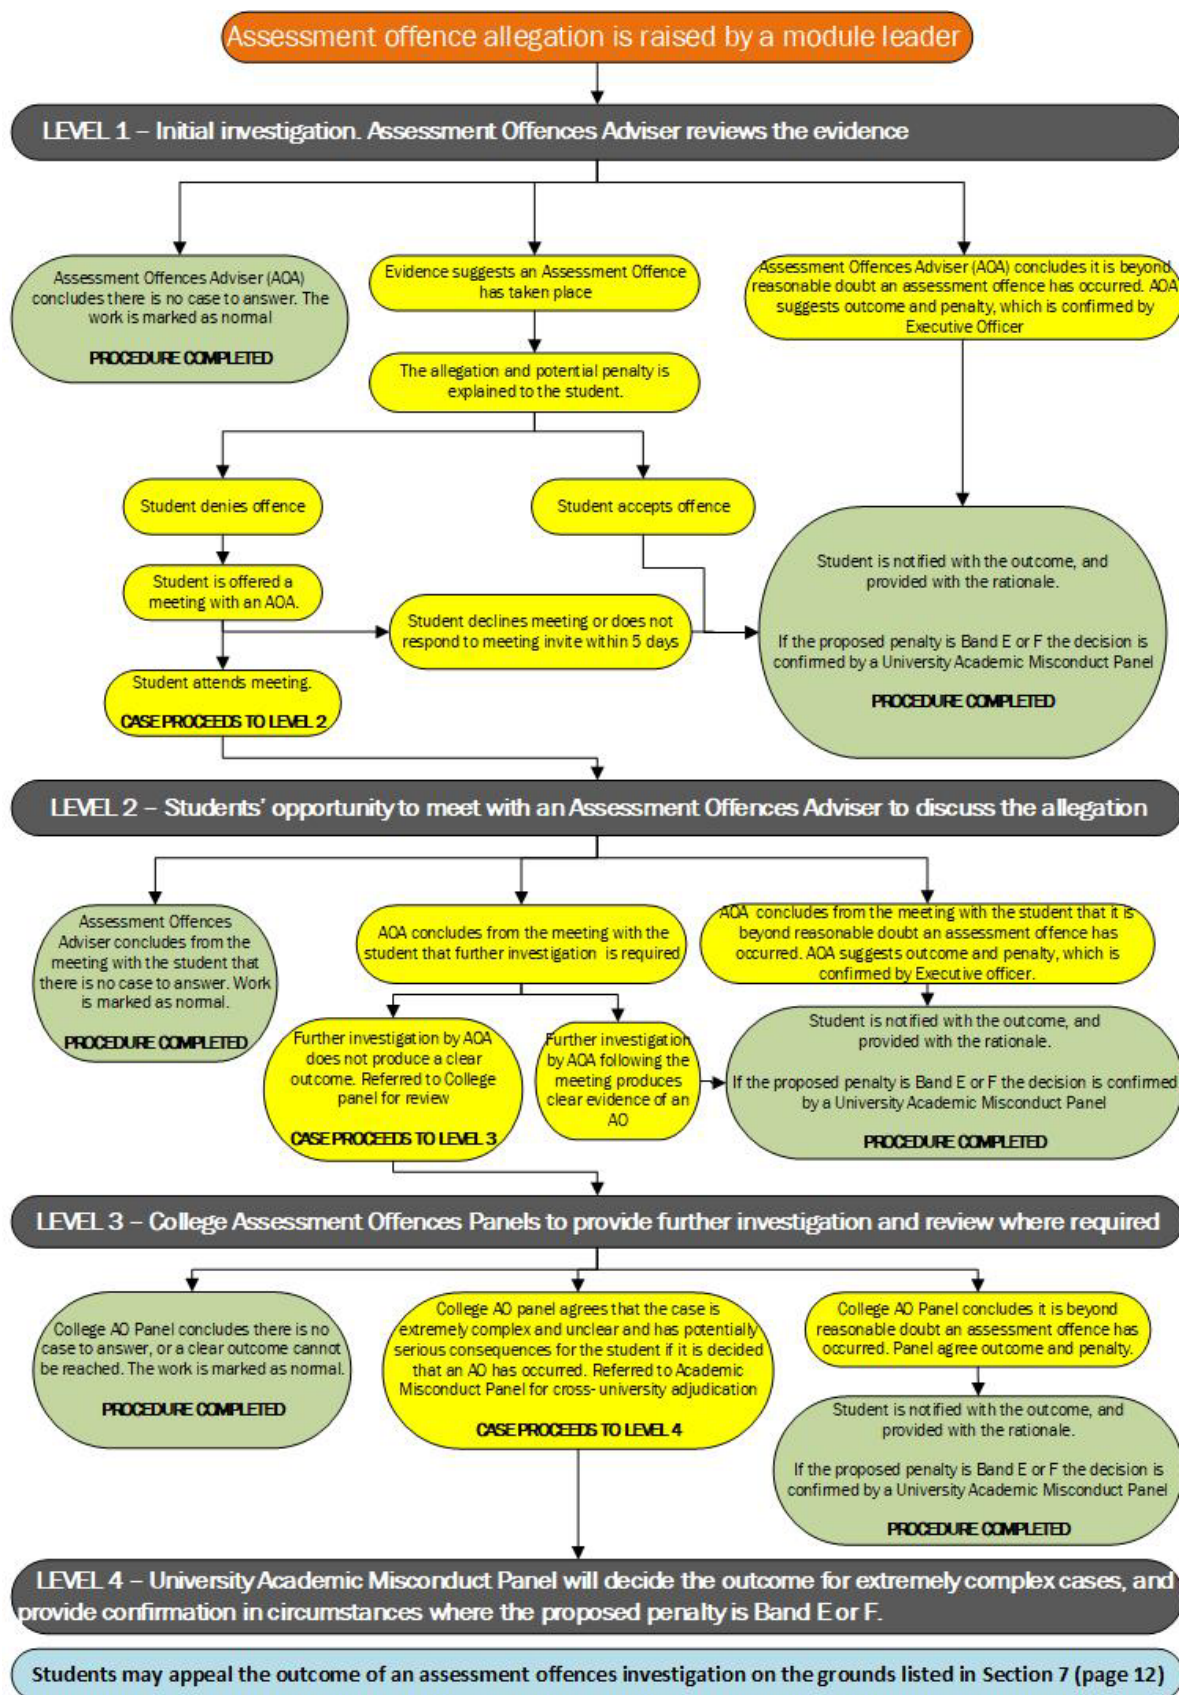 Assessment offence allegation is raised by a module leader
LEVEL 1 – Initial investigation. Assessment Offences Adviser reviews the evidence
Assessment Offences Adviser (AOA)
concludes there is no case to answer. The
work is marked as normal
PROCEDURE COMPLETED
Evidence suggests an Assessment Offence
has taken place
Assessment Offences Adviser (AOA) concludes it is beyond
reasonable doubt an assessment offence has occurred. AOA
suggests outcome and penalty, which is confirmed by
Executive Officer
The allegation and potential penalty is
explained to the student.
Student denies offence
Student accepts offence
Student is offered a
meeting with an AOA.
Student declines meeting or does not
respond to meeting invite within 5 days
Student is notified with the outcome, and
provided with the rationale.
If the proposed penalty is Band E or F the decision is
confirmed by a University Academic Misconduct Panel
PROCEDURE COMPLETED
Student attends meeting.
CASE PROCEEDS TO LEVEL 2
LEVEL 2 – Students' opportunity to meet with an Assessment Offences Adviser to discuss the allegation
Assessment Offences
Adviser concludes from the
meeting with the student that
there is no case to answer. Work
is marked as normal.
PROCEDURE COMPLETED
AOA concludes from the meeting with the
student that further investigation is required
AOA concludes from the meeting with the student that it is
beyond reasonable doubt an assessment offence has
occurred. AOA suggests outcome and penalty, which is
confirmed by Executive officer.
Further investigation by AOA
does not produce a clear
outcome. Referred to College
panel for review
CASE PROCEEDS TO LEVEL 3
Further investigation
by AOA following the
meeting produces
clear evidence of an
AO
Student is notified with the outcome, and
provided with the rationale.
If the proposed penalty is Band E or F the decision is confirmed
by a University Academic Misconduct Panel
PROCEDURE COMPLETED
LEVEL 3 – College Assessment Offences Panels to provide further investigation and review where required
College AO Panel concludes there is no
case to answer, or a clear outcome cannot
be reached. The work is marked as normal.
PROCEDURE COMPLETED
College AO panel agrees that the case is
extremely complex and unclear and has potentially
serious consequences for the student if it is decided
that an AO has occurred. Referred to Academic
Misconduct Panel for cross- university adjudication
CASE PROCEEDS TO LEVEL 4
College AO Panel concludes it is beyond
reasonable doubt an assessment offence has
occurred. Panel agree outcome and penalty.
Student is notified with the outcome, and
provided with the rationale.
If the proposed penalty is Band E or F the decision is
confirmed by a University Academic Misconduct Panel
PROCEDURE COMPLETED
LEVEL 4 – University Academic Misconduct Panel will decide the outcome for extremely complex cases, and
provide confirmation in circumstances where the proposed penalty is Band E or F.
Students may appeal the outcome of an assessment offences investigation on the grounds listed in Section 7 (page 12)